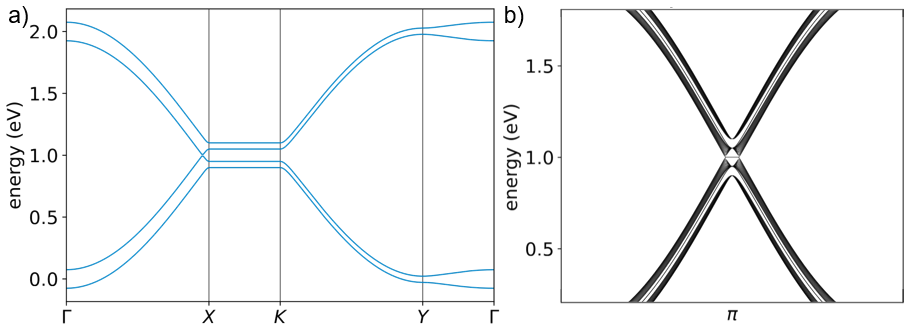 a)
energy (eV)
2.0
1.5
1.0
0.5
0.0
Γ X K Y Γ
b)
energy (eV)
1.5
1.0
0.5
π